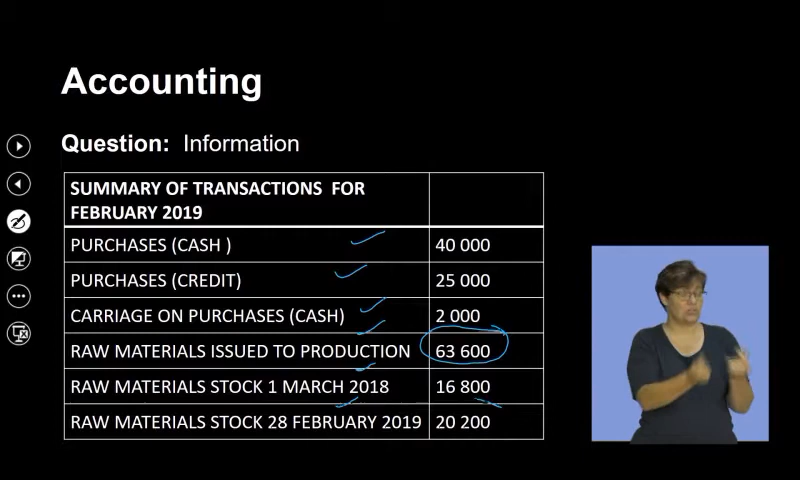 Accounting
Question: Information
SUMMARY OF TRANSACTIONS FOR
FEBRUARY 2019
PURCHASES (CASH ) 40 000
PURCHASES (CREDIT) 25 000
CARRIAGE ON PURCHASES (CASH) 2 000
RAW MATERIALS ISSUED TO PRODUCTION 63 600
RAW MATERIALS STOCK 1 MARCH 2018 16 800
RAW MATERIALS STOCK 28 FEBRUARY 2019 20 200